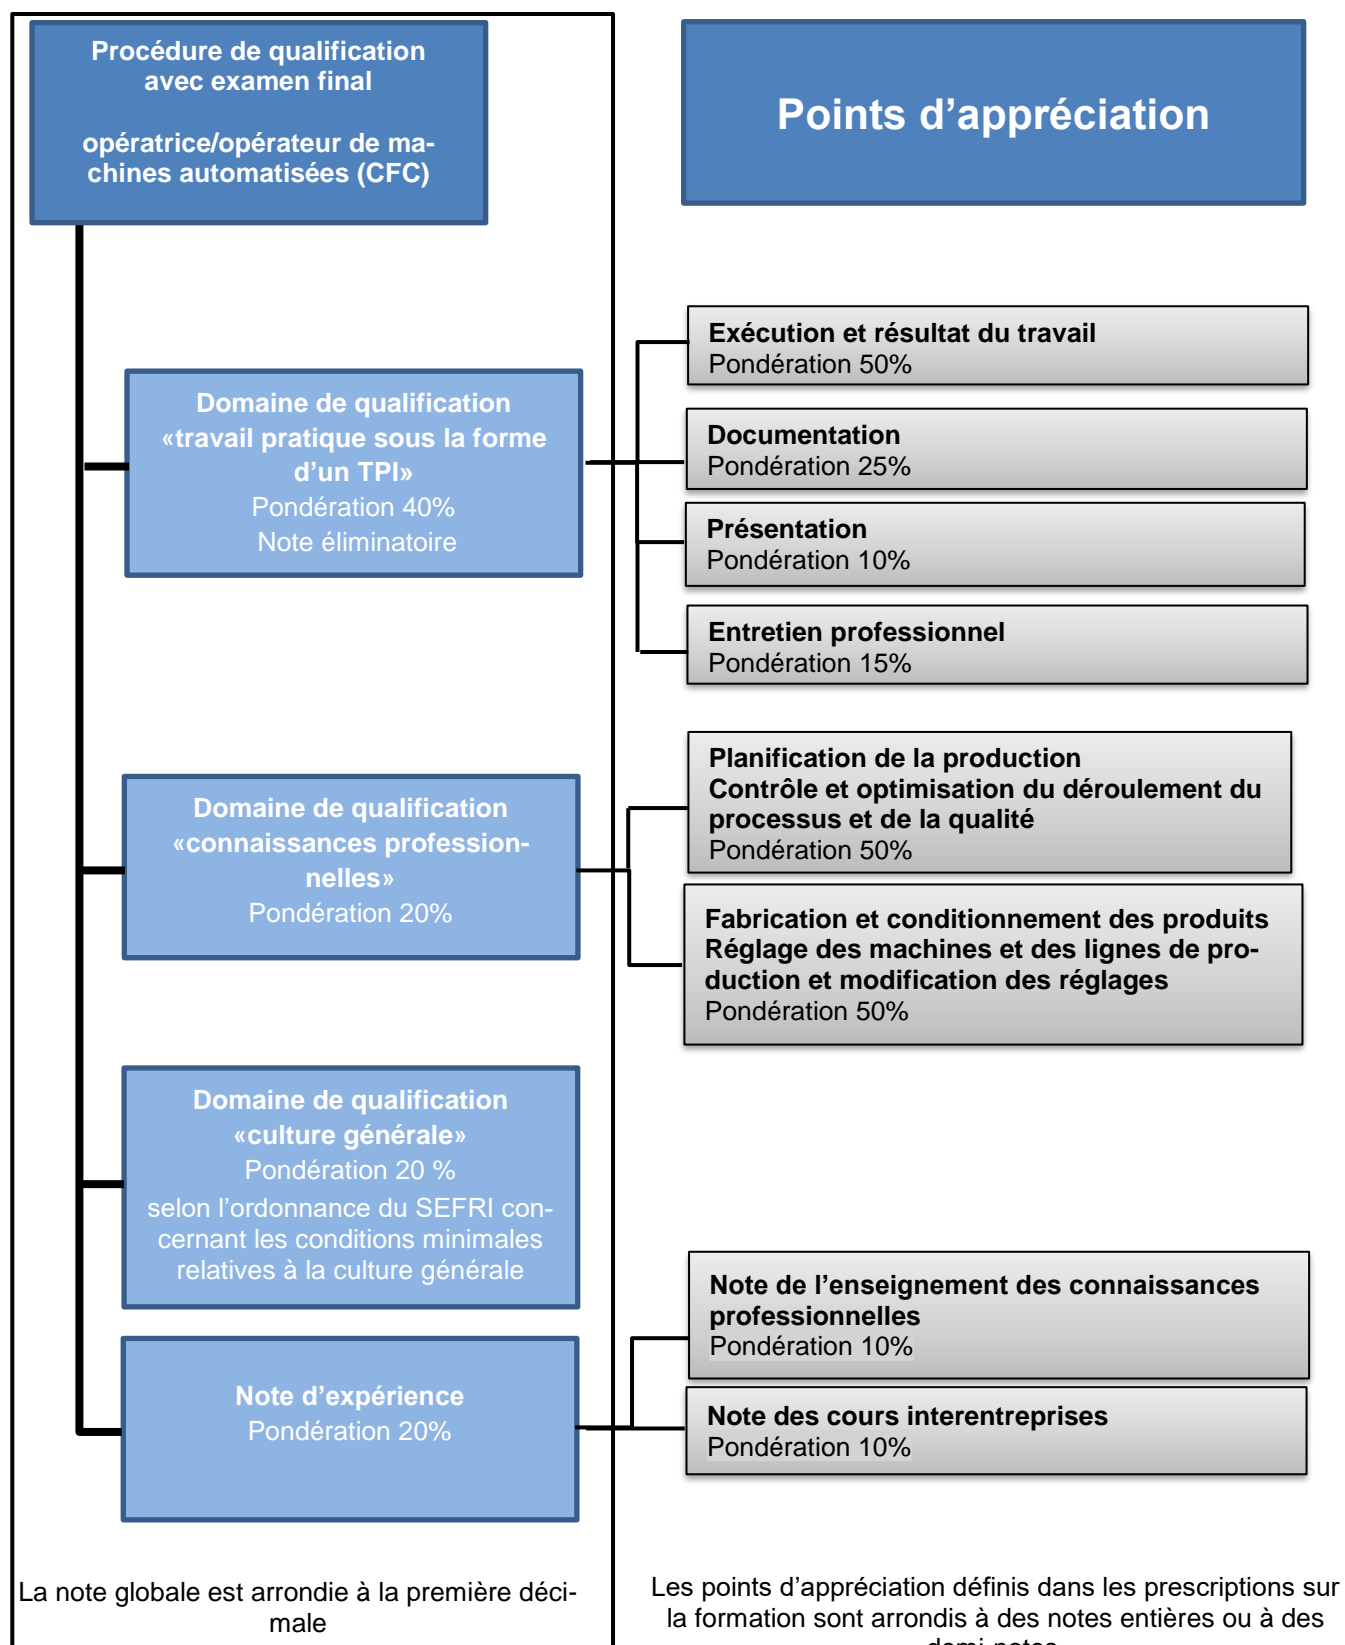 Procédure de qualification
avec examen final
opératrice/opérateur de ma-
chines automatisées (CFC)
Points d’appréciation
Domaine de qualification
«travail pratique sous la forme
d’un TPI»
Pondération 40%
Note éliminatoire
Exécution et résultat du travail
Pondération 50%
Documentation
Pondération 25%
Présentation
Pondération 10%
Entretien professionnel
Pondération 15%
Domaine de qualification
«connaissances profession-
nelles»
Pondération 20%
Planification de la production
Contrôle et optimisation du déroulement du
processus et de la qualité
Pondération 50%
Fabrication et conditionnement des produits
Réglage des machines et des lignes de pro-
duction et modification des réglages
Pondération 50%
Domaine de qualification
«culture générale»
Pondération 20 %
selon l’ordonnance du SEFRI con-
cernant les conditions minimales
relatives à la culture générale
Note d’expérience
Pondération 20%
Note de l’enseignement des connaissances
professionnelles
Pondération 10%
Note des cours interentreprises
Pondération 10%
La note globale est arrondie à la première déci-
male
Les points d’appréciation définis dans les prescriptions sur
la formation sont arrondis à des notes entières ou à des
demi-notes